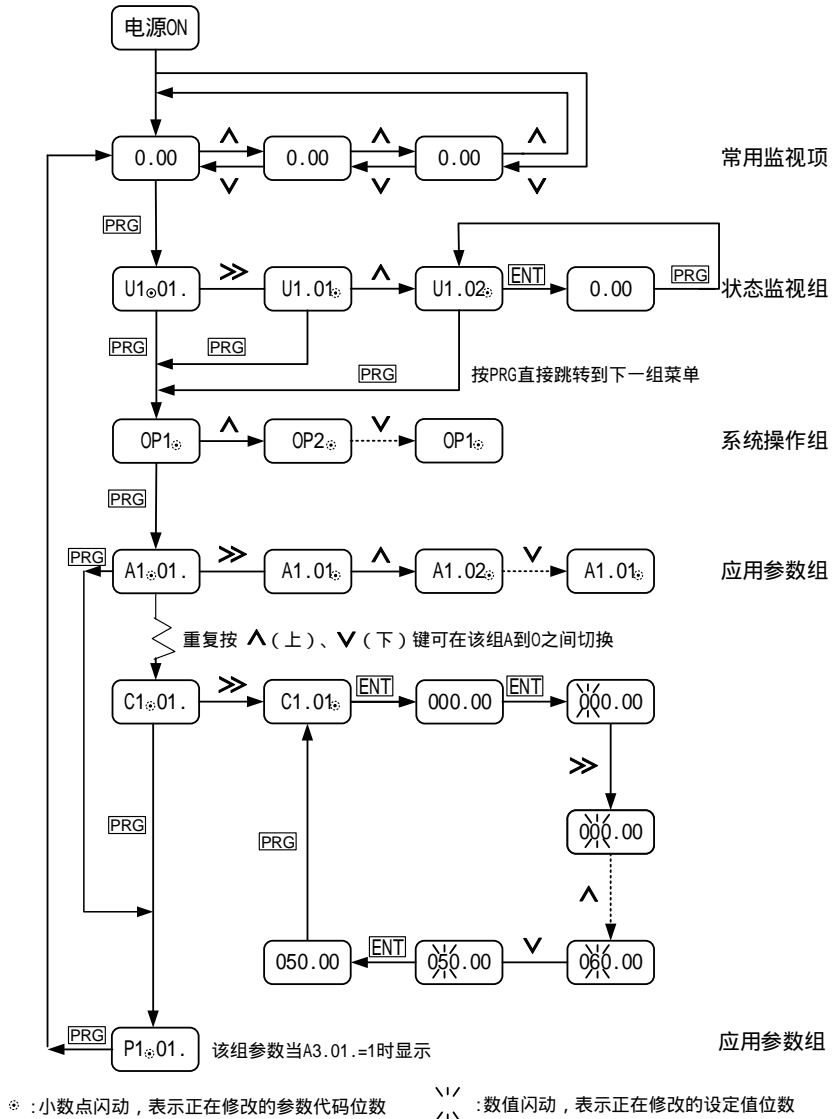 电源ON
0.00 ∧ 0.00 ∧ 0.00 ∧ 常用监视项
∨ ∨ ∨
PRG
U1.01. >> U1.01. ∧ U1.02. ENT 0.00 PRG 状态监视组
PRG PRG PRG 按PRG直接跳转到下一组菜单
OP1. ∧ OP2. ∨ OP1. 系统操作组
PRG
PRG A1.01. >> A1.01. ∧ A1.02. ∨ A1.01. 应用参数组
重复按 ∧(上)、∨(下)键可在该组A到O之间切换
C1.01. >> C1.01. ENT 000.00 ENT 000.00
>>
PRG PRG 000.00
∧
050.00 ENT 050.00 ∨ 060.00
PRG P1.01. 该组参数当A3.01.=1时显示 应用参数组
:小数点闪动,表示正在修改的参数代码位数 :数值闪动,表示正在修改的设定值位数